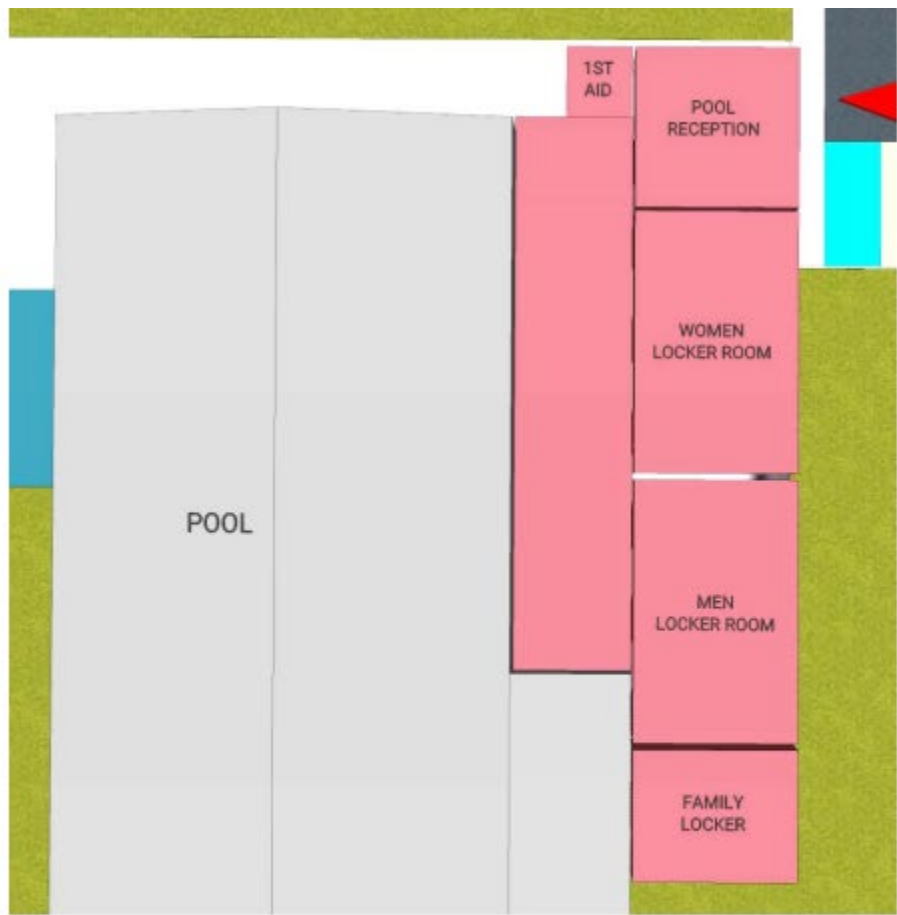 1ST
AID
POOL
RECEPTION
WOMEN
LOCKER ROOM
POOL
MEN
LOCKER ROOM
FAMILY
LOCKER